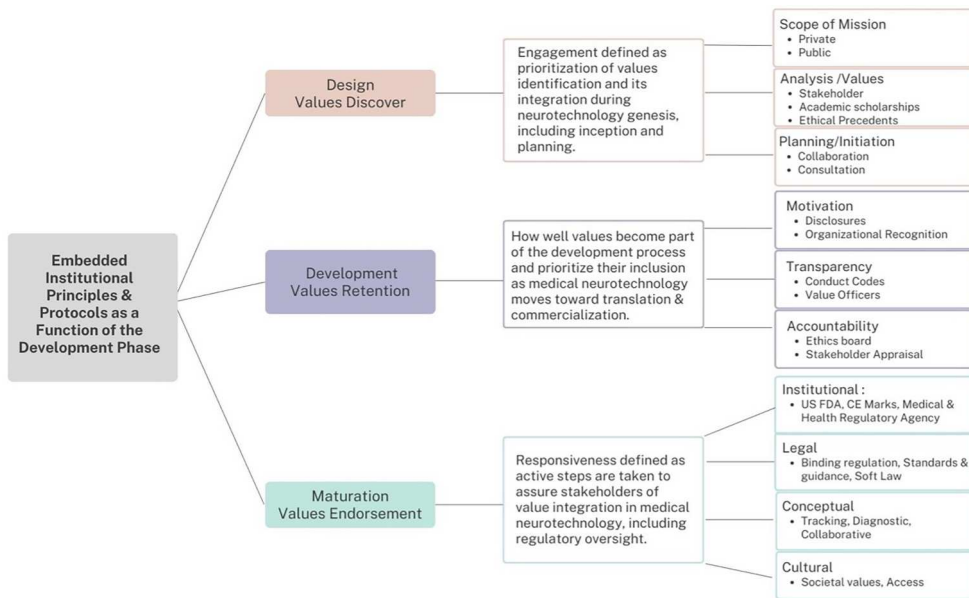 Embedded
Institutional
Principles &
Protocols as a
Function of the
Development Phase
Design
Values Discover
Engagement defined as
prioritization of values
identification and its
integration during
neurotechnology genesis,
including inception and
planning.
Scope of Mission
• Private
• Public
Analysis /Values
• Stakeholder
• Academic scholarships
• Ethical Precedents
Planning/Initiation
• Collaboration
• Consultation
Development
Values Retention
How well values become part
of the development process
and prioritize their inclusion
as medical neurotechnology
moves toward translation &
commercialization.
Motivation
• Disclosures
• Organizational Recognition
Transparency
• Conduct Codes
• Value Officers
Accountability
• Ethics board
• Stakeholder Appraisal
Maturation
Values Endorsement
Responsiveness defined as
active steps are taken to
assure stakeholders of
value integration in medical
neurotechnology, including
regulatory oversight.
Institutional :
• US FDA, CE Marks, Medical &
Health Regulatory Agency
Legal
• Binding regulation, Standards &
guidance, Soft Law
Conceptual
• Tracking, Diagnostic,
Collaborative
Cultural
• Societal values, Access